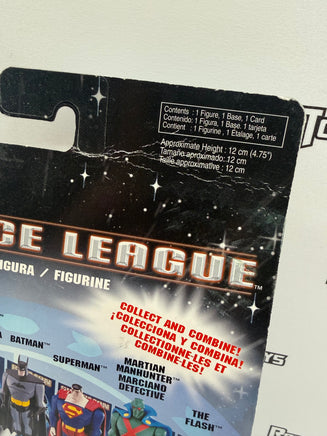 Contents : 1 Figure, 1 Base, 1 Card
Contenido: 1 Figura, 1 Base, 1 tarjeta
Contient : 1 Figurine, 1 Etalage, 1 carte
Approximate Height : 12 cm (4.75")
Tamaño aproximado: 12 cm
Taille approximative : 12 cm
CE LEAGUE™
FIGURA / FIGURINE
COLLECT AND COMBINE!
¡COLECCIONA Y COMBINA!
COLLECTIONNE-LES ET
COMBINE-LES!
BATMAN™
SUPERMAN™
MARTIAN
MANHUNTER™
MARCIANO
DETECTIVE
THE
FLASH™